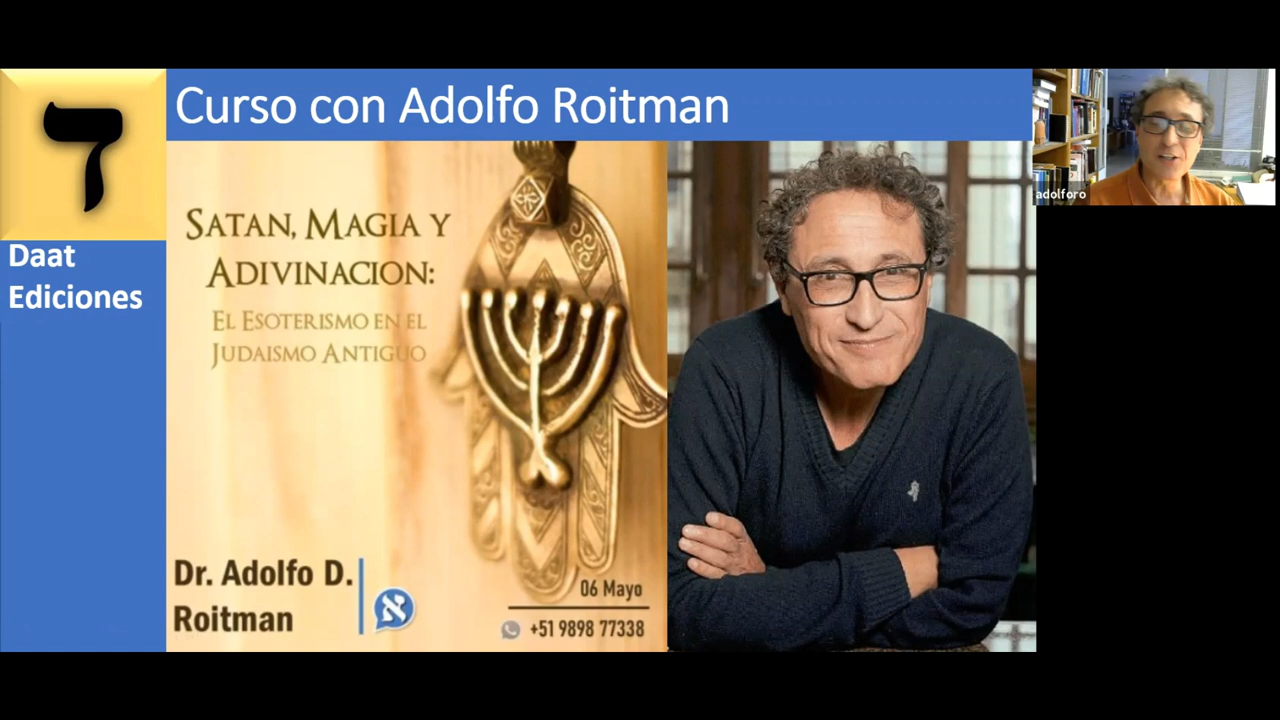 Curso con Adolfo Roitman
ד
Daat
Ediciones
SATAN, MAGIA Y
ADIVINACION:
EL ESOTERISMO EN EL
JUDAISMO ANTIGUO
Dr. Adolfo D.
Roitman
א
06 Mayo
+51 9898 77338
adolforo